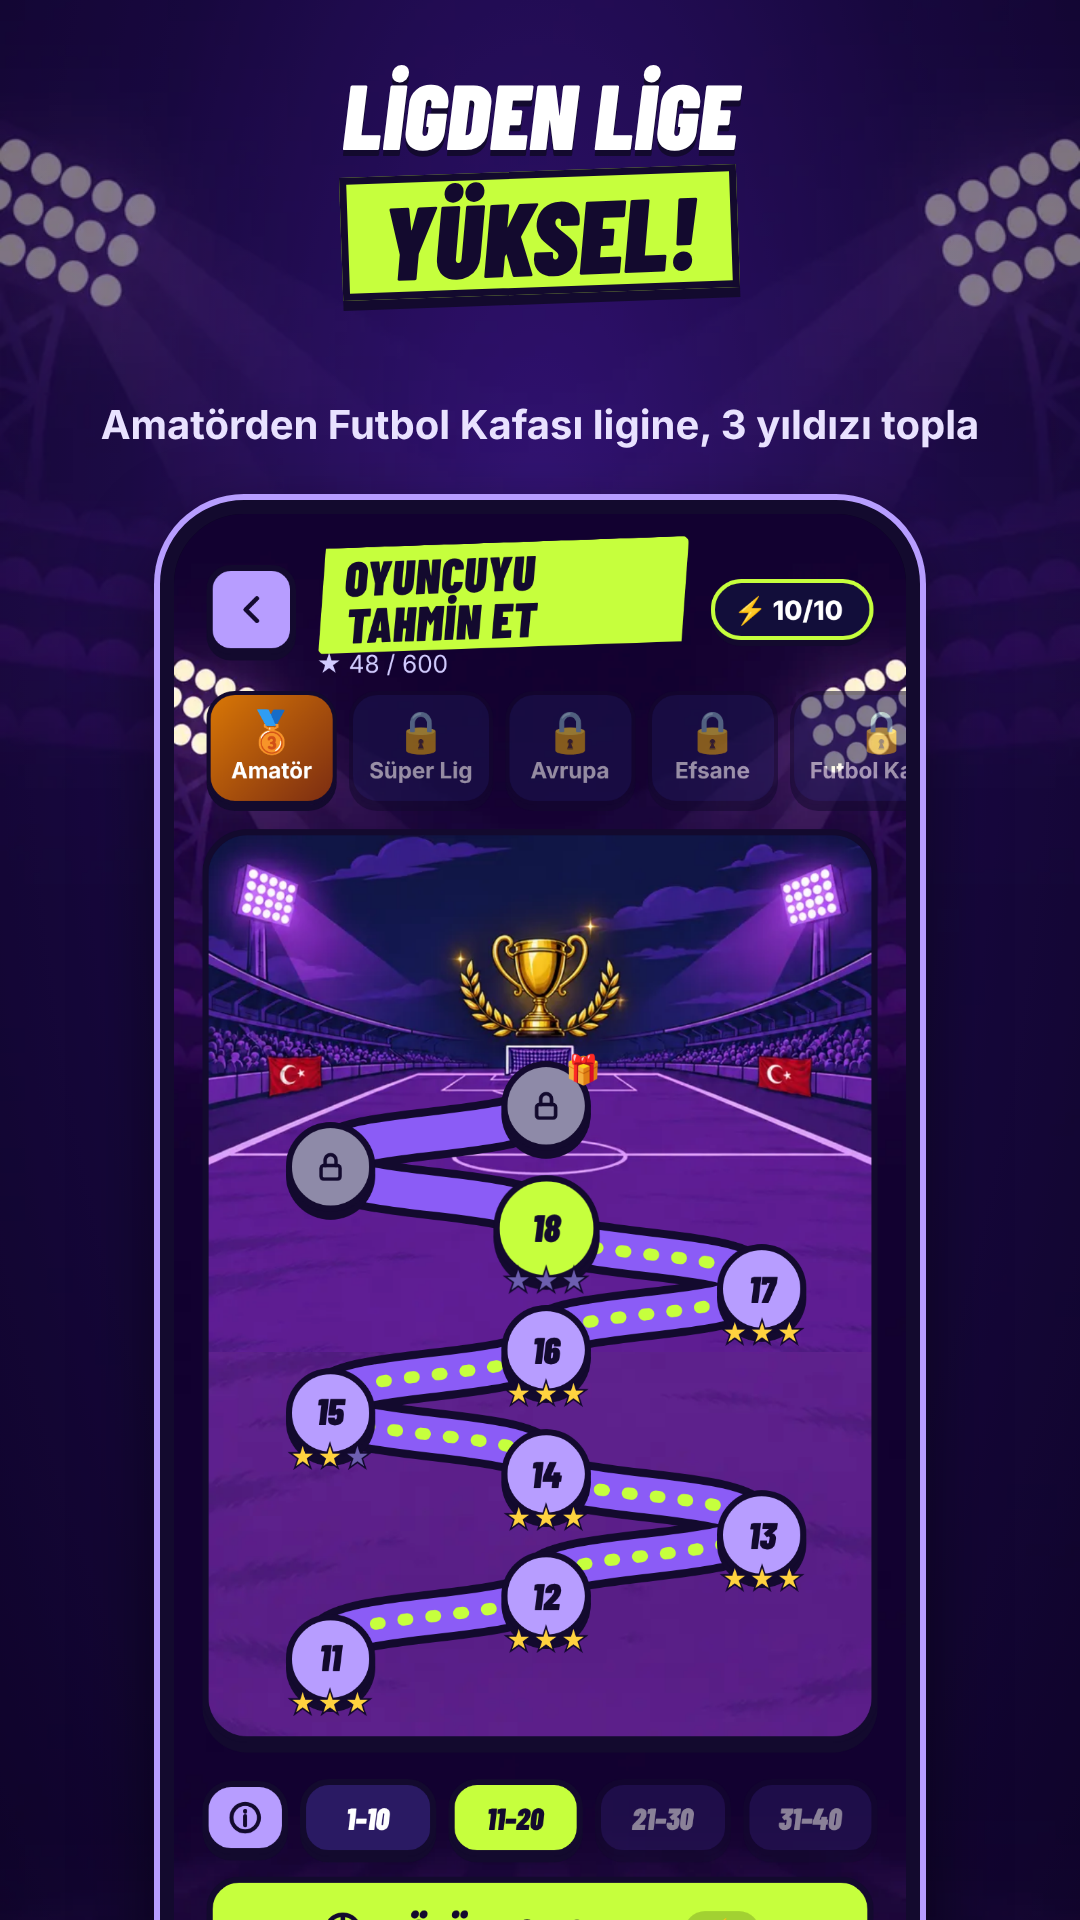 LİGDEN LİGE
YÜKSEL!
Amatörden Futbol Kafası ligine, 3 yıldızı topla
OYUNCUYU
TAHMİN ET
⚡ 10/10
★ 48 / 600
Amatör
Süper Lig
Avrupa
Efsane
Futbol Ka
18
17
16
15
14
13
12
11
1-10
11-20
21-30
31-40